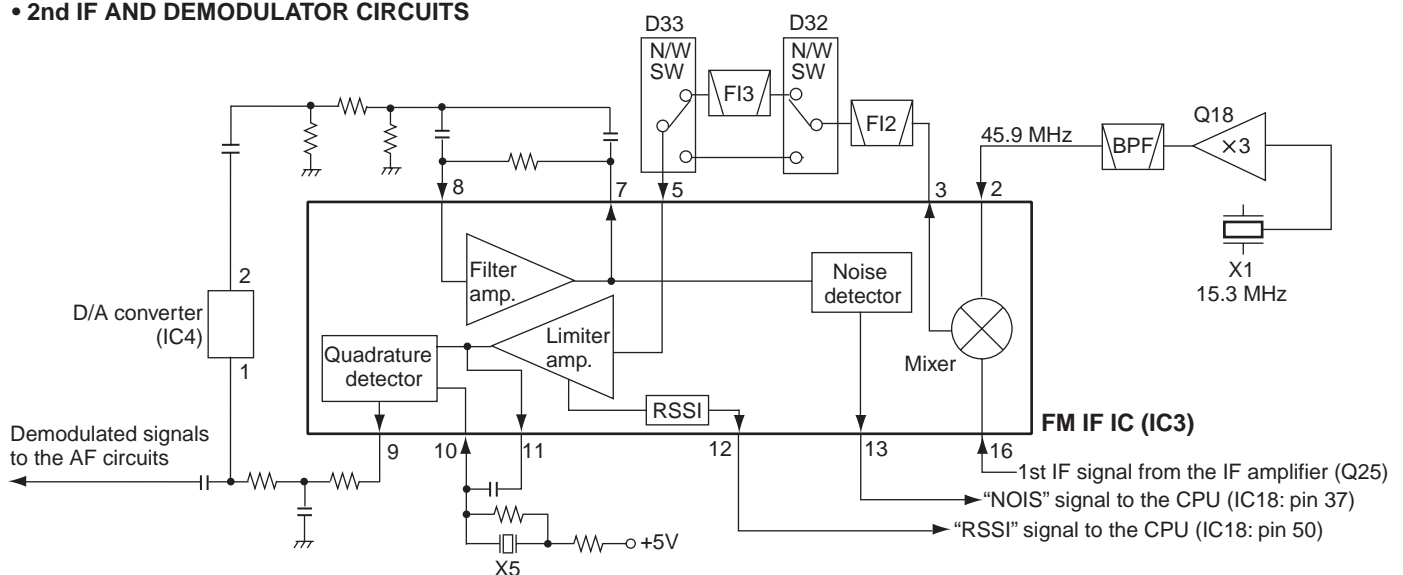 • 2nd IF AND DEMODULATOR CIRCUITS
D33
D32
N/W
SW
N/W
SW
FI3
FI2
Q18
45.9 MHz
BPF
×3
8
7
5
3
2
X1
15.3 MHz
Filter
amp.
Noise
detector
2
D/A converter
(IC4)
1
Quadrature
detector
Limiter
amp.
Mixer
RSSI
FM IF IC (IC3)
Demodulated signals
to the AF circuits
9
10
11
12
13
16
1st IF signal from the IF amplifier (Q25)
“NOIS” signal to the CPU (IC18: pin 37)
“RSSI” signal to the CPU (IC18: pin 50)
+5V
X5